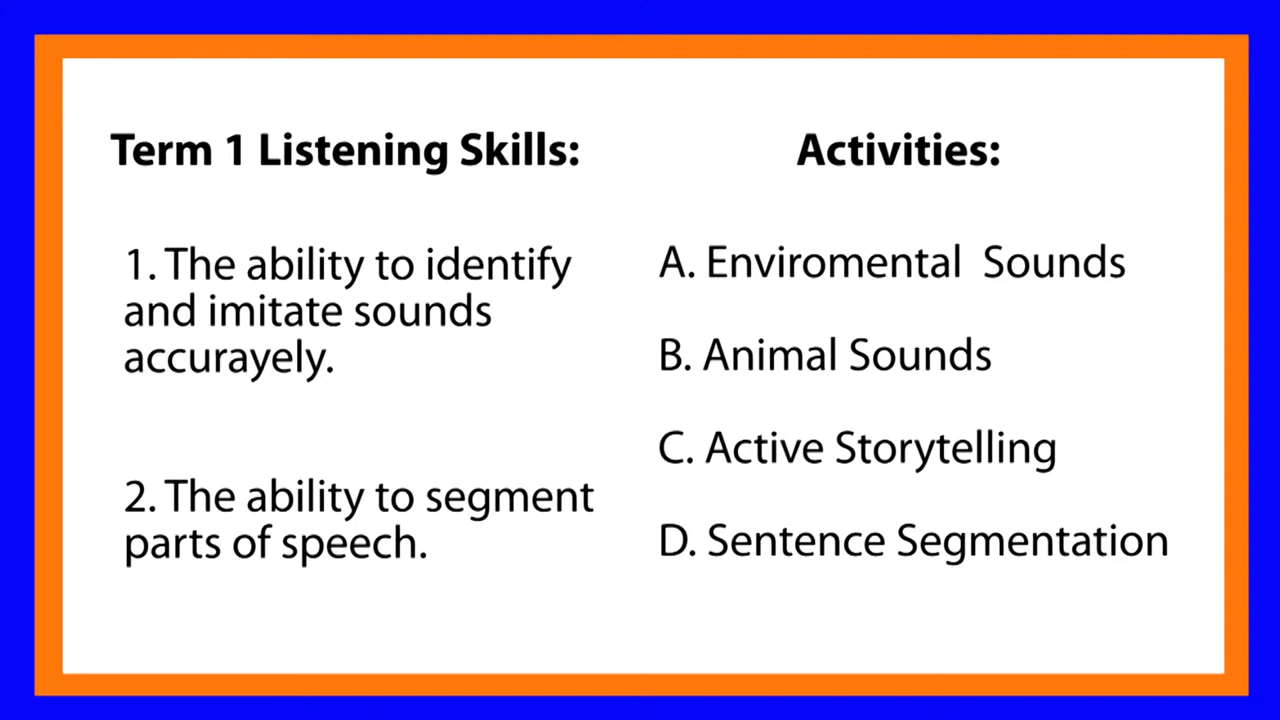 Term 1 Listening Skills:
1. The ability to identify
and imitate sounds
accurayely.
2. The ability to segment
parts of speech.
Activities:
A. Enviromental Sounds
B. Animal Sounds
C. Active Storytelling
D. Sentence Segmentation